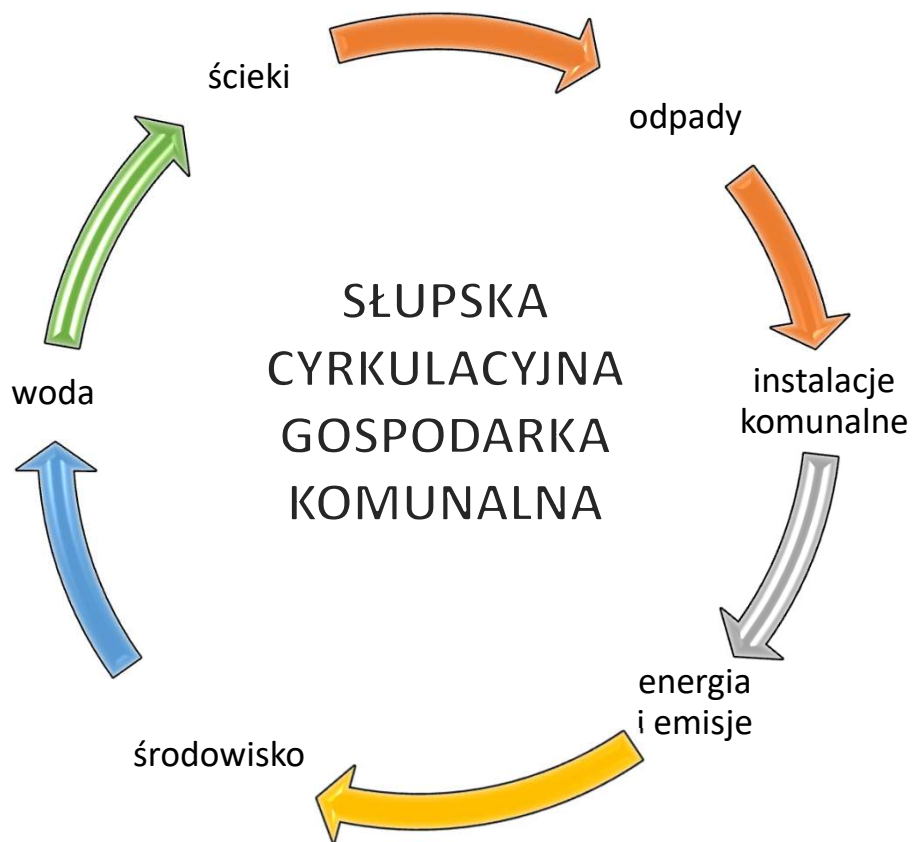 ścieki
odpady
SŁUPSKA
CYRKULACYJNA
GOSPODARKA
KOMUNALNA
woda
instalacje
komunalne
energia
i emisje
środowisko